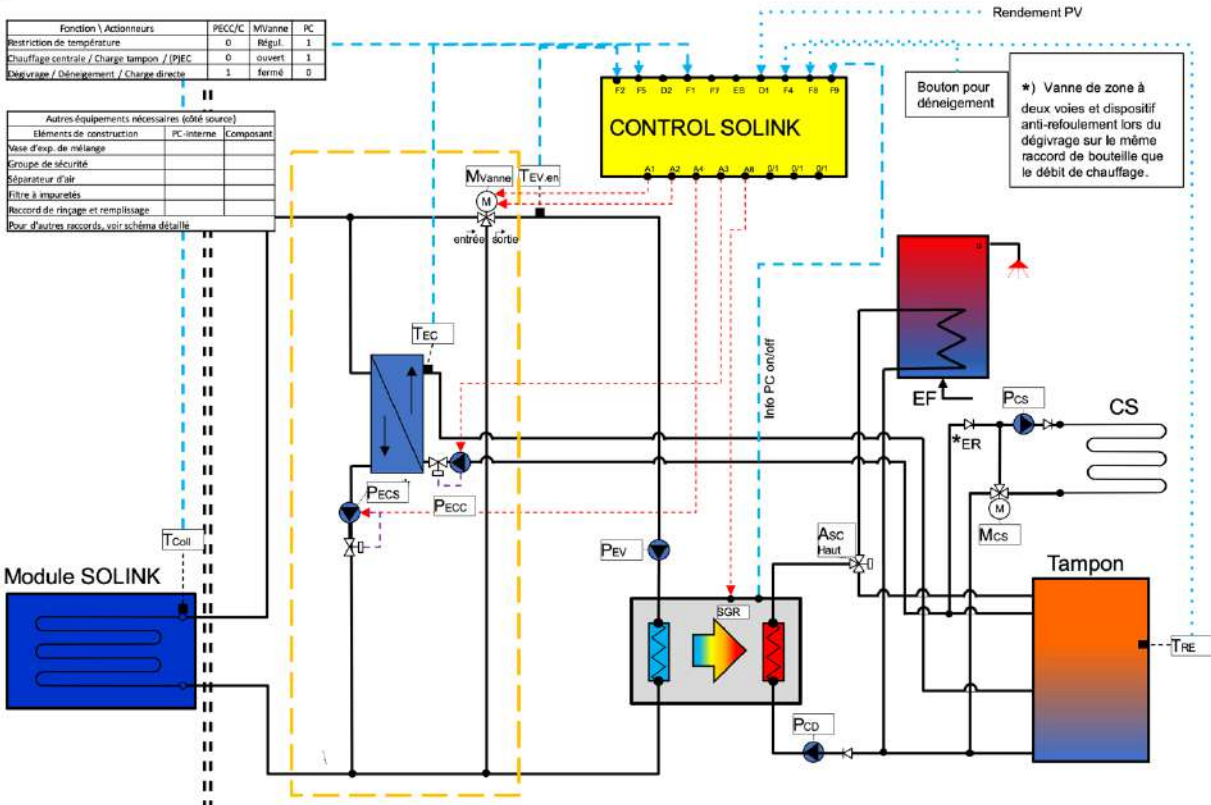 Rendement PV
Fonction \ Actionneurs PECC/C MVanne PC
Restriction de température 0 Régul. 1
Chauffage centrale / Charge tampon / (P)EC 0 ouvert 1
Dégivrage / Déneigement / Charge directe 1 fermé 0
Autres équipements nécessaires (côté source)
Eléments de construction PC-interne Composant
Vase d'exp. de mélange
Groupe de sécurité
Séparateur d'air
Filtre à impuretés
Raccord de rinçage et remplissage
Pour d'autres raccords, voir schéma détaillé
F2 F5 D2 F1 F7 ES D1 F4 F8 F9
CONTROL SOLINK
A1 A2 A4 A3 A8 0/1 0/1 0/1
Bouton pour
déneigement
*) Vanne de zone à
deux voies et dispositif
anti-refoulement lors du
dégivrage sur le même
raccord de bouteille que
le débit de chauffage.
MVanne
TEV.en
M
entrée sortie
TEC
Info PC on/off
EF
PCS
CS
*ER
M
MCS
PECS
PECC
TColl
PEV
ASC
Haut
Module SOLINK
Tampon
SGR
TRE
PCD